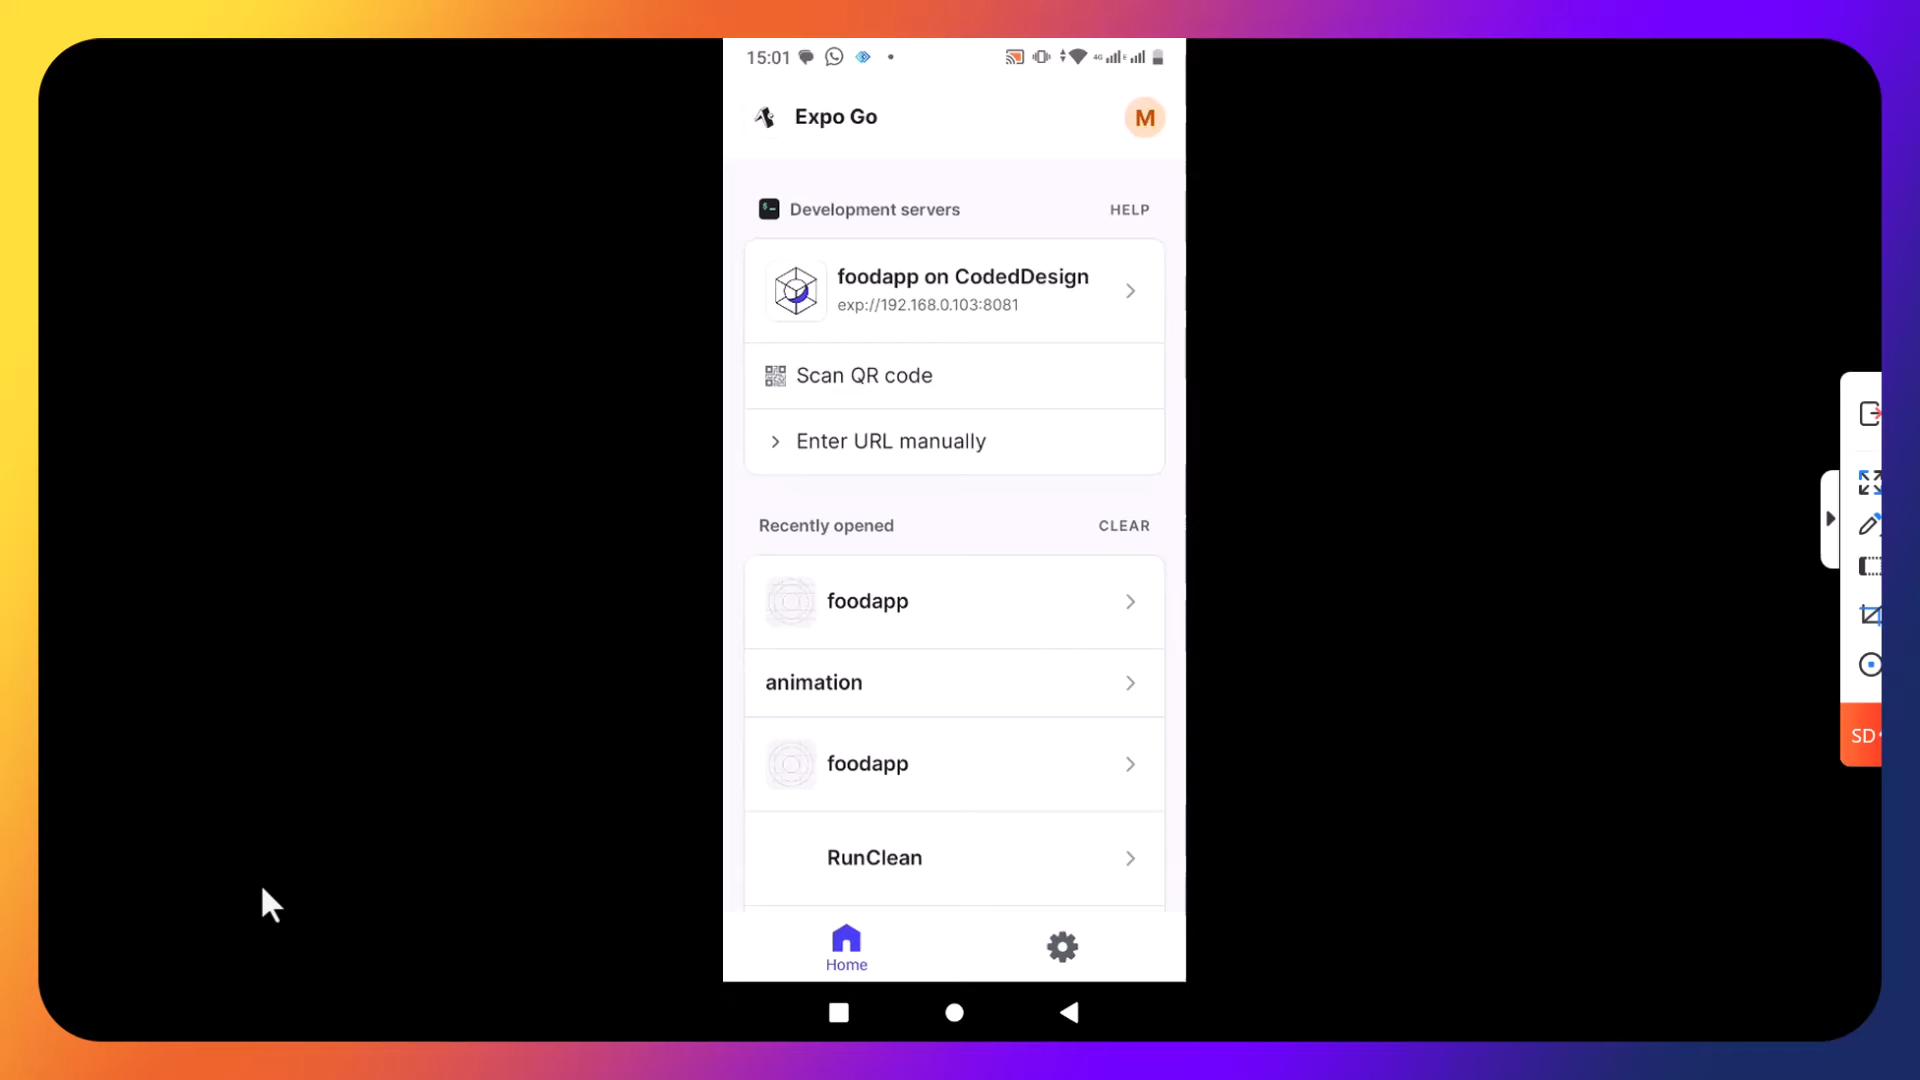 15:01
4G
E
Expo Go
M
Development servers
HELP
foodapp on CodedDesign
exp://192.168.0.103:8081
Scan QR code
Enter URL manually
Recently opened
CLEAR
foodapp
animation
foodapp
RunClean
Home
SD